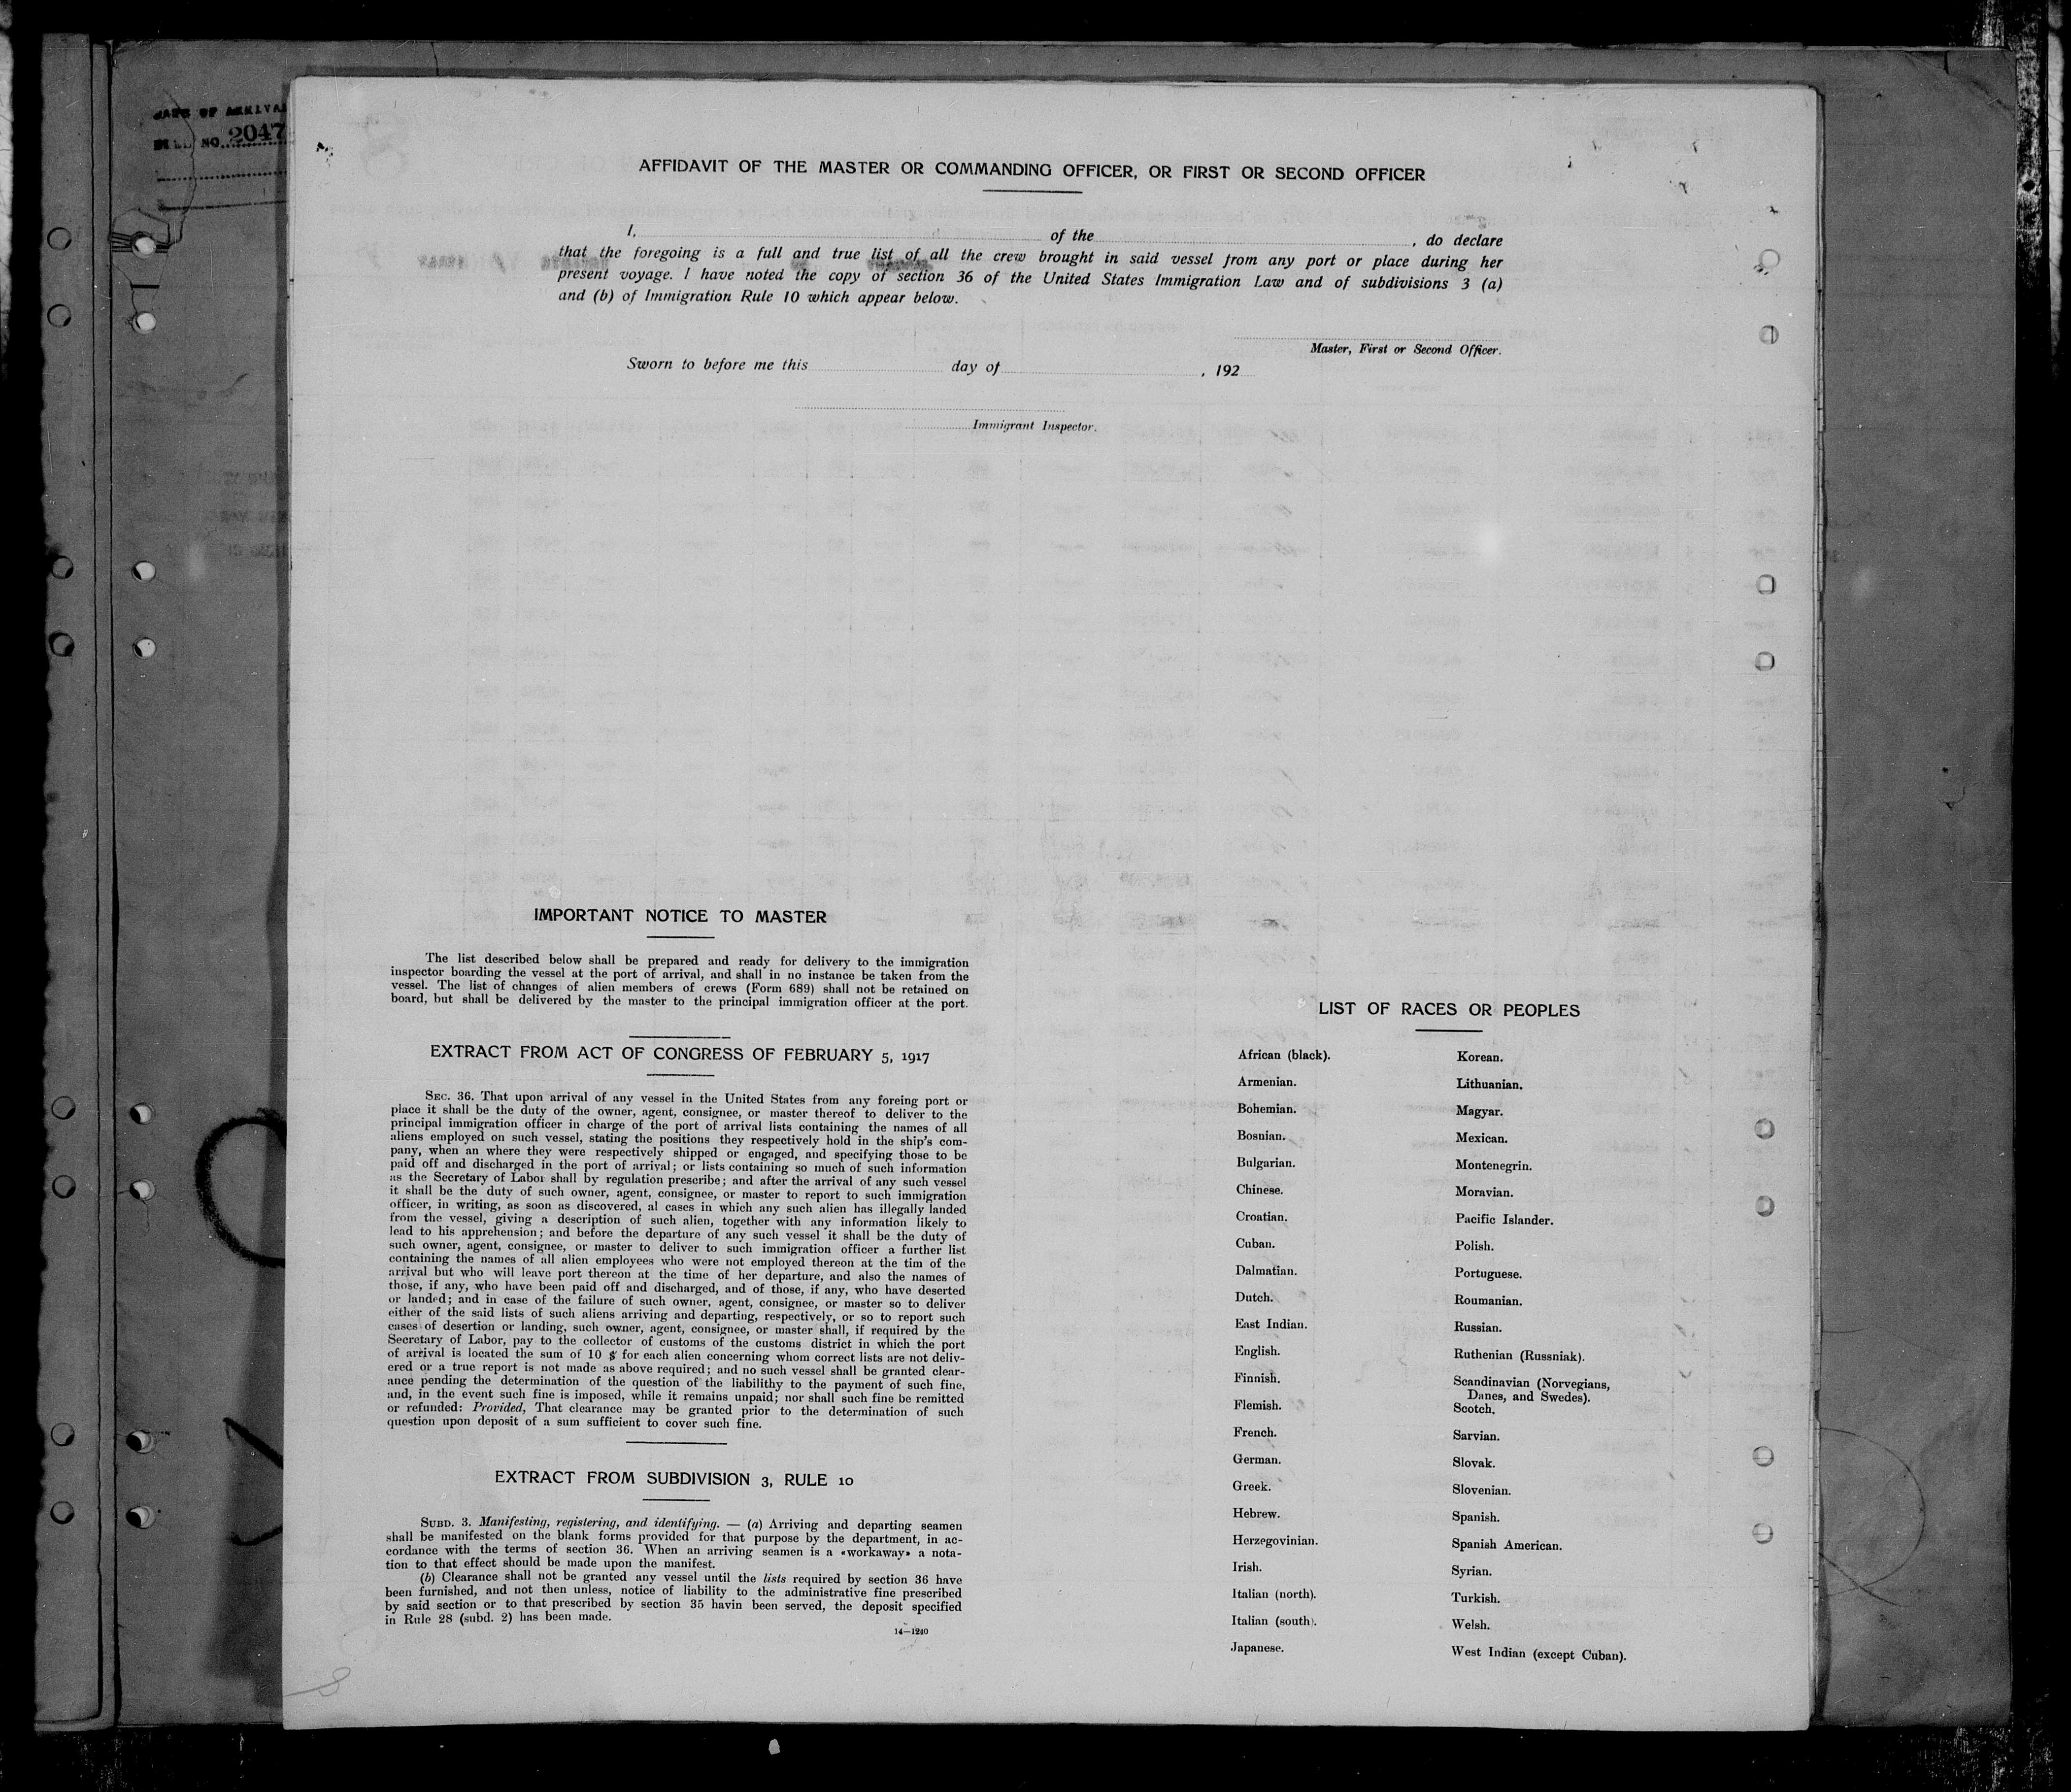 DATE OF ARRIVAL
NO. 2047
AFFIDAVIT OF THE MASTER OR COMMANDING OFFICER, OR FIRST OR SECOND OFFICER
I, of the , do declare
that the foregoing is a full and true list of all the crew brought in said vessel from any port or place during her
present voyage. I have noted the copy of section 36 of the United States Immigration Law and of subdivisions 3 (a)
and (b) of Immigration Rule 10 which appear below.
Master, First or Second Officer.
Sworn to before me this day of , 192
Immigrant Inspector.
IMPORTANT NOTICE TO MASTER
The list described below shall be prepared and ready for delivery to the immigration
inspector boarding the vessel at the port of arrival, and shall in no instance be taken from the
vessel. The list of changes of alien members of crews (Form 689) shall not be retained on
board, but shall be delivered by the master to the principal immigration officer at the port.
EXTRACT FROM ACT OF CONGRESS OF FEBRUARY 5, 1917
SEC. 36. That upon arrival of any vessel in the United States from any foreing port or
place it shall be the duty of the owner, agent, consignee, or master thereof to deliver to the
principal immigration officer in charge of the port of arrival lists containing the names of all
aliens employed on such vessel, stating the positions they respectively hold in the ship's com-
pany, when an where they were respectively shipped or engaged, and specifying those to be
paid off and discharged in the port of arrival; or lists containing so much of such information
as the Secretary of Labor shall by regulation prescribe; and after the arrival of any such vessel
it shall be the duty of such owner, agent, consignee, or master to report to such immigration
officer, in writing, as soon as discovered, al cases in which any such alien has illegally landed
from the vessel, giving a description of such alien, together with any information likely to
lead to his apprehension; and before the departure of any such vessel it shall be the duty of
such owner, agent, consignee, or master to deliver to such immigration officer a further list
containing the names of all alien employees who were not employed thereon at the tim of the
arrival but who will leave port thereon at the time of her departure, and also the names of
those, if any, who have been paid off and discharged, and of those, if any, who have deserted
or landed; and in case of the failure of such owner, agent, consignee, or master so to deliver
either of the said lists of such aliens arriving and departing, respectively, or so to report such
cases of desertion or landing, such owner, agent, consignee, or master shall, if required by the
Secretary of Labor, pay to the collector of customs of the customs district in which the port
of arrival is located the sum of 10 $ for each alien concerning whom correct lists are not deliv-
ered or a true report is not made as above required; and no such vessel shall be granted clear-
ance pending the determination of the question of the liabilithy to the payment of such fine,
and, in the event such fine is imposed, while it remains unpaid; nor shall such fine be remitted
or refunded: Provided, That clearance may be granted prior to the determination of such
question upon deposit of a sum sufficient to cover such fine.
EXTRACT FROM SUBDIVISION 3, RULE 10
SUBD. 3. Manifesting, registering, and identifying. — (a) Arriving and departing seamen
shall be manifested on the blank forms provided for that purpose by the department, in ac-
cordance with the terms of section 36. When an arriving seamen is a «workaway» a nota-
tion to that effect should be made upon the manifest.
(b) Clearance shall not be granted any vessel until the lists required by section 36 have
been furnished, and not then unless, notice of liability to the administrative fine prescribed
by said section or to that prescribed by section 35 havin been served, the deposit specified
in Rule 28 (subd. 2) has been made.
14—1240
LIST OF RACES OR PEOPLES
African (black).
Armenian.
Bohemian.
Bosnian.
Bulgarian.
Chinese.
Croatian.
Cuban.
Dalmatian.
Dutch.
East Indian.
English.
Finnish.
Flemish.
French.
German.
Greek.
Hebrew.
Herzegovinian.
Irish.
Italian (north).
Italian (south).
Japanese.
Korean.
Lithuanian.
Magyar.
Mexican.
Montenegrin.
Moravian.
Pacific Islander.
Polish.
Portuguese.
Roumanian.
Russian.
Ruthenian (Russniak).
Scandinavian (Norvegians,
Danes, and Swedes).
Scotch.
Sarvian.
Slovak.
Slovenian.
Spanish.
Spanish American.
Syrian.
Turkish.
Welsh.
West Indian (except Cuban).